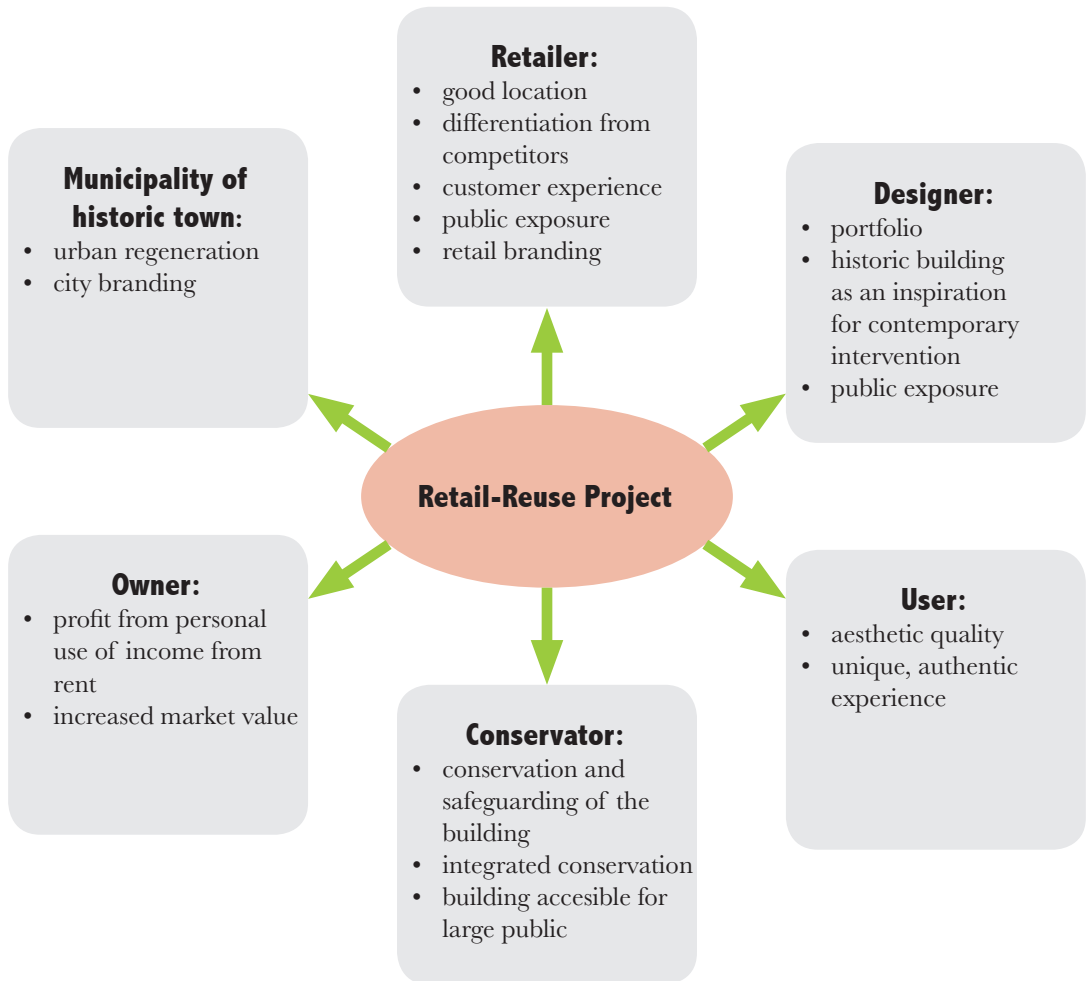 Retailer:
• good location
• differentiation from
competitors
• customer experience
• public exposure
• retail branding
Municipality of
historic town:
• urban regeneration
• city branding
Designer:
• portfolio
• historic building
as an inspiration
for contemporary
intervention
• public exposure
Retail-Reuse Project
Owner:
• profit from personal
use of income from
rent
• increased market value
User:
• aesthetic quality
• unique, authentic
experience
Conservator:
• conservation and
safeguarding of the
building
• integrated conservation
• building accesible for
large public